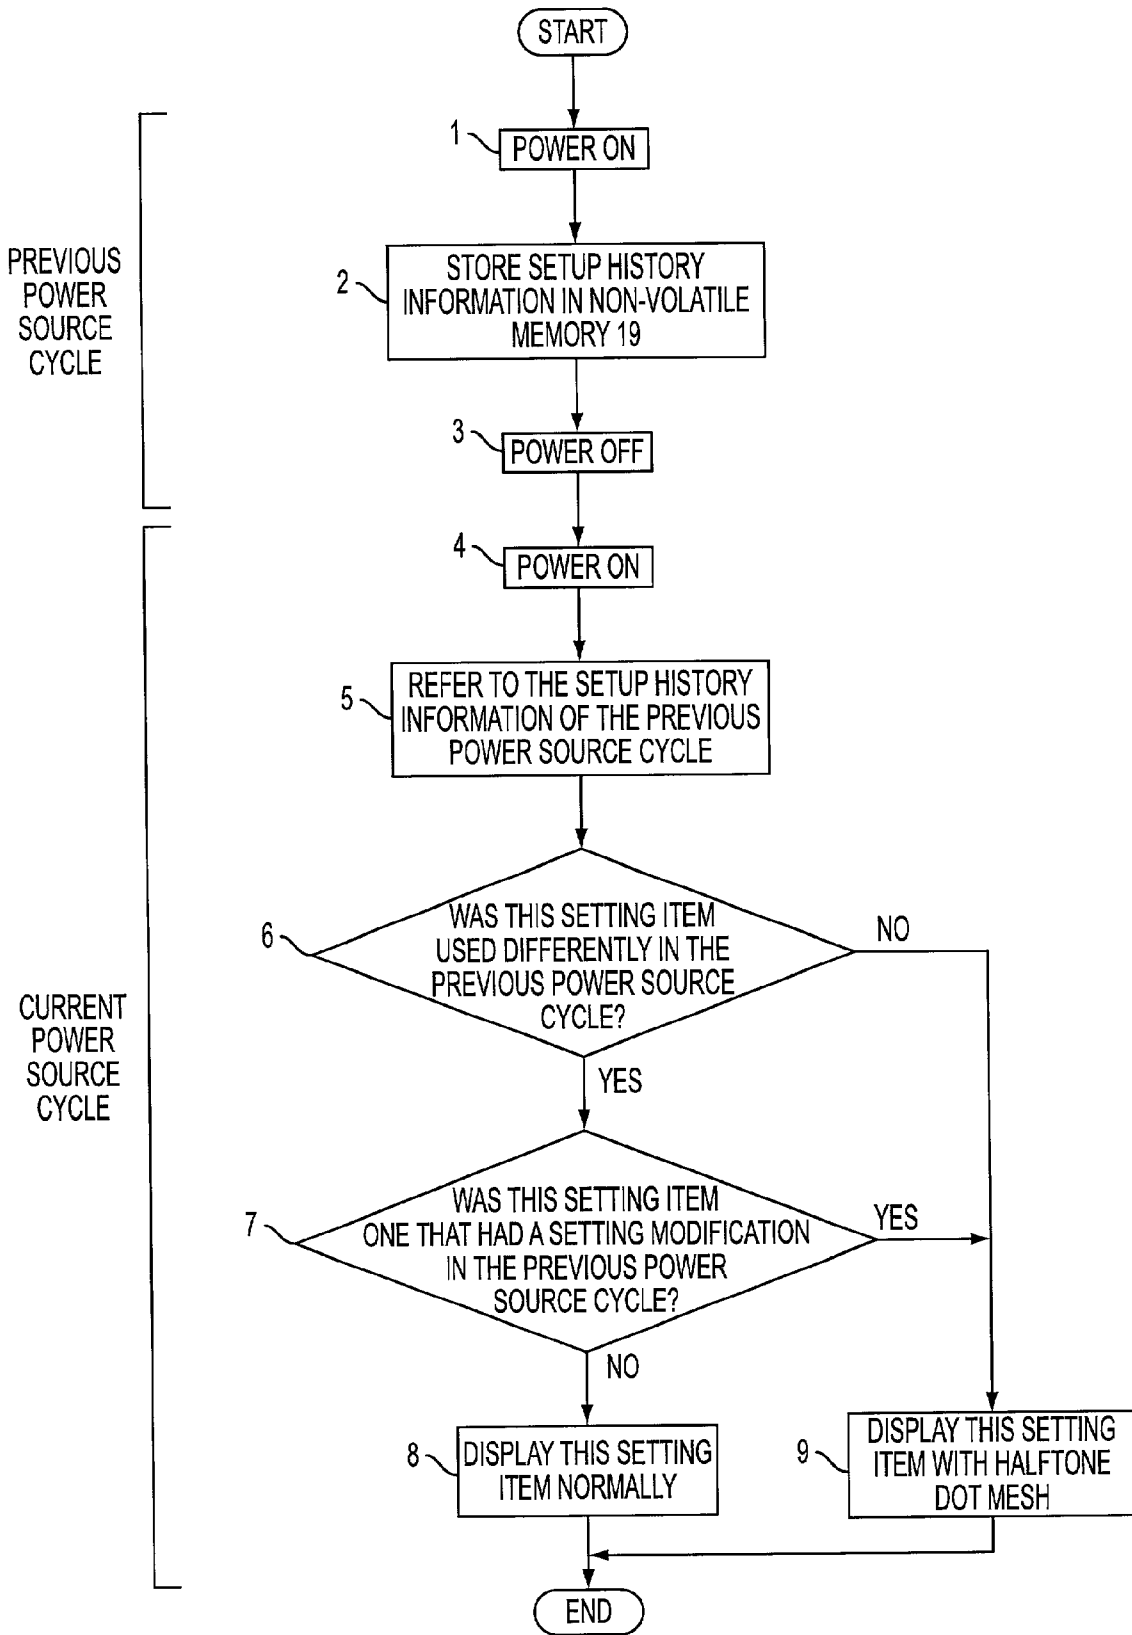 START
1
POWER ON
PREVIOUS
POWER
SOURCE
CYCLE
2
STORE SETUP HISTORY
INFORMATION IN NON-VOLATILE
MEMORY 19
3
POWER OFF
4
POWER ON
5
REFER TO THE SETUP HISTORY
INFORMATION OF THE PREVIOUS
POWER SOURCE CYCLE
CURRENT
POWER
SOURCE
CYCLE
6
WAS THIS SETTING ITEM
USED DIFFERENTLY IN THE
PREVIOUS POWER SOURCE
CYCLE?
NO
YES
7
WAS THIS SETTING ITEM
ONE THAT HAD A SETTING MODIFICATION
IN THE PREVIOUS POWER
SOURCE CYCLE?
YES
NO
8
DISPLAY THIS SETTING
ITEM NORMALLY
9
DISPLAY THIS SETTING
ITEM WITH HALFTONE
DOT MESH
END